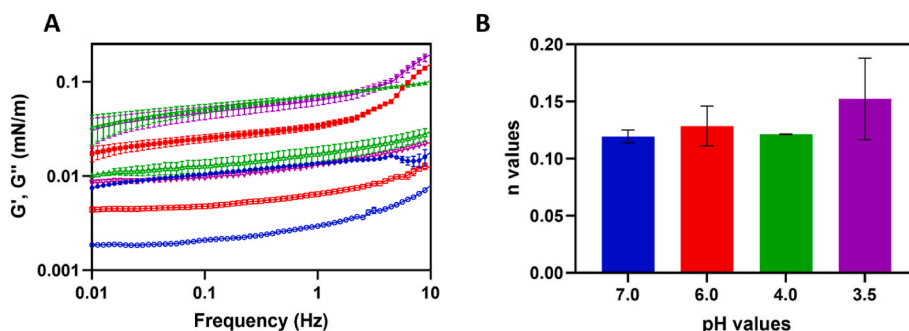 A
G', G'' (mN/m)
0.1
0.01
0.001
0.01
0.1
1
10
Frequency (Hz)
B
n values
0.20
0.15
0.10
0.05
0.00
7.0
6.0
4.0
3.5
pH values